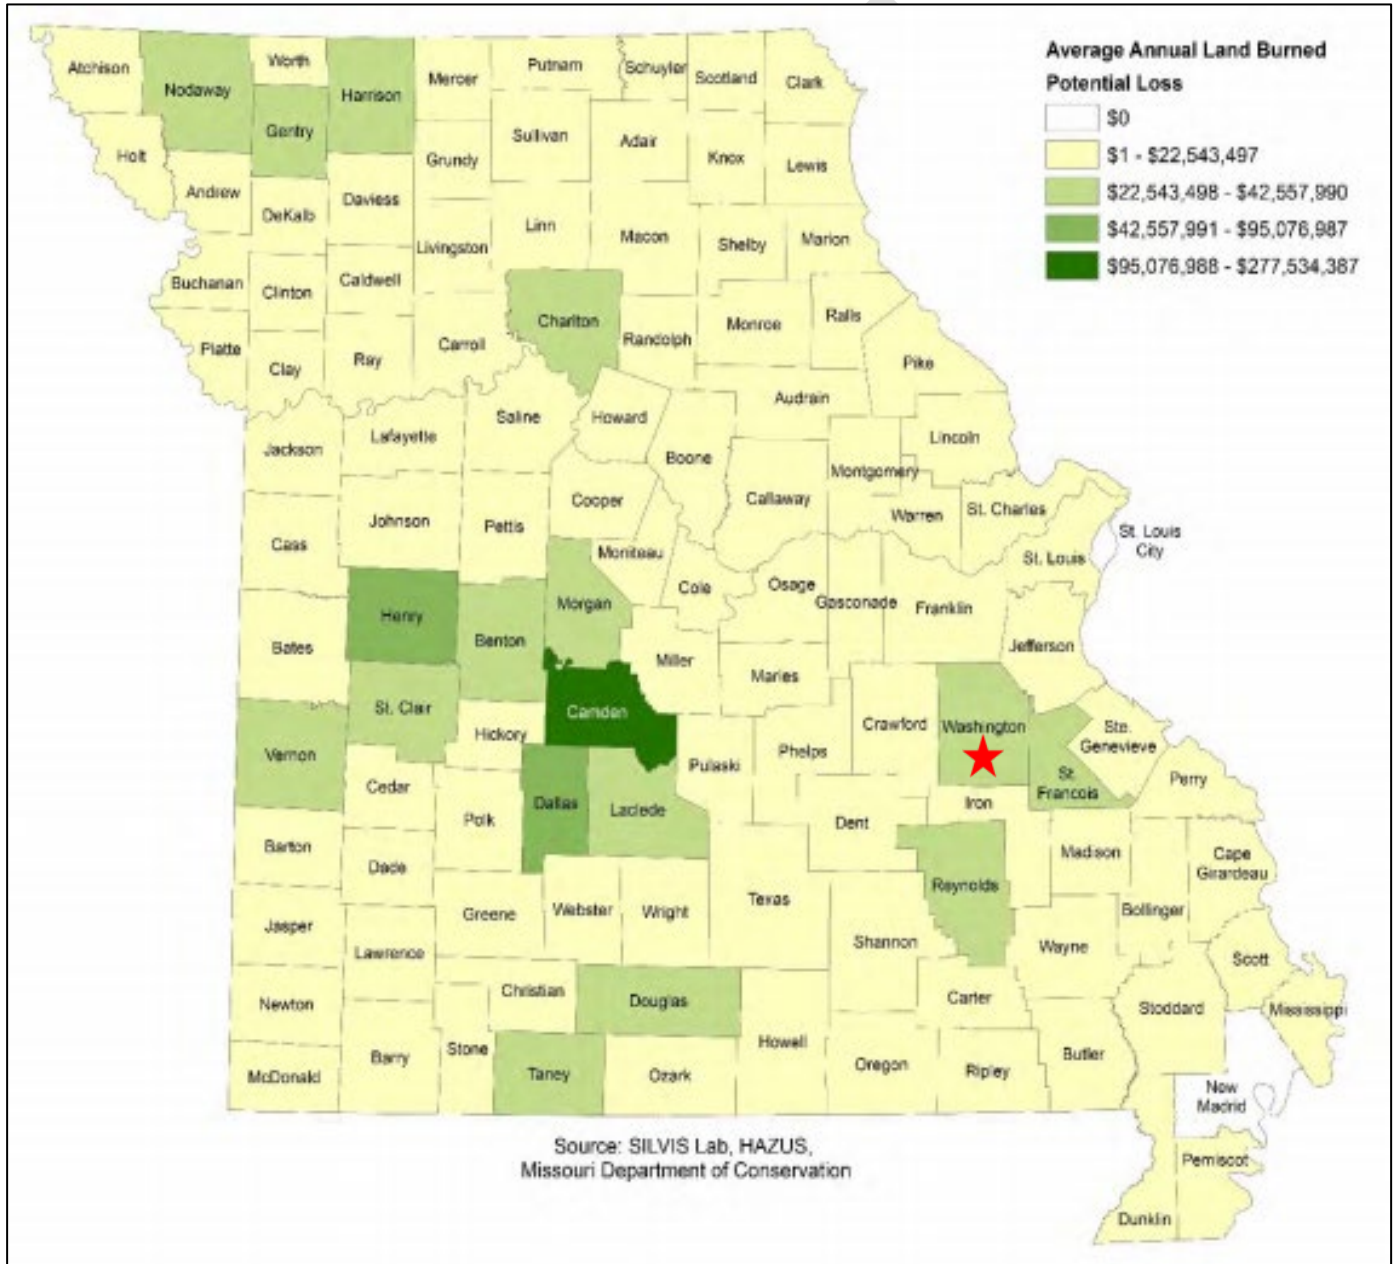 Average Annual Land Burned
Potential Loss
$0
$1 - $22,543,497
$22,543,498 - $42,557,990
$42,557,991 - $95,076,987
$95,076,988 - $277,534,387
Atchison
Nodaway
Worth
Harrison
Mercer
Putnam
Schuyler
Scotland
Clark
Gentry
Holt
Andrew
DeKalb
Daviess
Grundy
Sullivan
Adair
Knox
Lewis
Livingston
Linn
Macon
Shelby
Marion
Buchanan
Clinton
Caldwell
Platte
Clay
Ray
Carroll
Charlton
Randolph
Monroe
Ralls
Pike
Audrain
Jackson
Lafayette
Saline
Howard
Boone
Callaway
Montgomery
Lincoln
Warren
St. Charles
St. Louis
City
St. Louis
Cass
Johnson
Pettis
Cooper
Moniteau
Cole
Osage
Gasconade
Franklin
Jefferson
Bates
Henry
Benton
Morgan
Miller
Maries
St. Clair
Hickory
Camden
Pulaski
Phelps
Crawford
Washington
Ste.
Genevieve
St.
Francois
Perry
Vernon
Cedar
Polk
Dallas
Laclede
Dent
Iron
Madison
Cape
Girardeau
Barton
Dade
Greene
Webster
Wright
Texas
Reynolds
Bollinger
Jasper
Lawrence
Christian
Douglas
Shannon
Wayne
Scott
Newton
Barry
Stone
Taney
Ozark
Howell
Oregon
Carter
Ripley
Butler
Stoddard
Mississippi
McDonald
New
Madrid
Pemiscot
Dunklin
Source: SILVIS Lab, HAZUS,
Missouri Department of Conservation